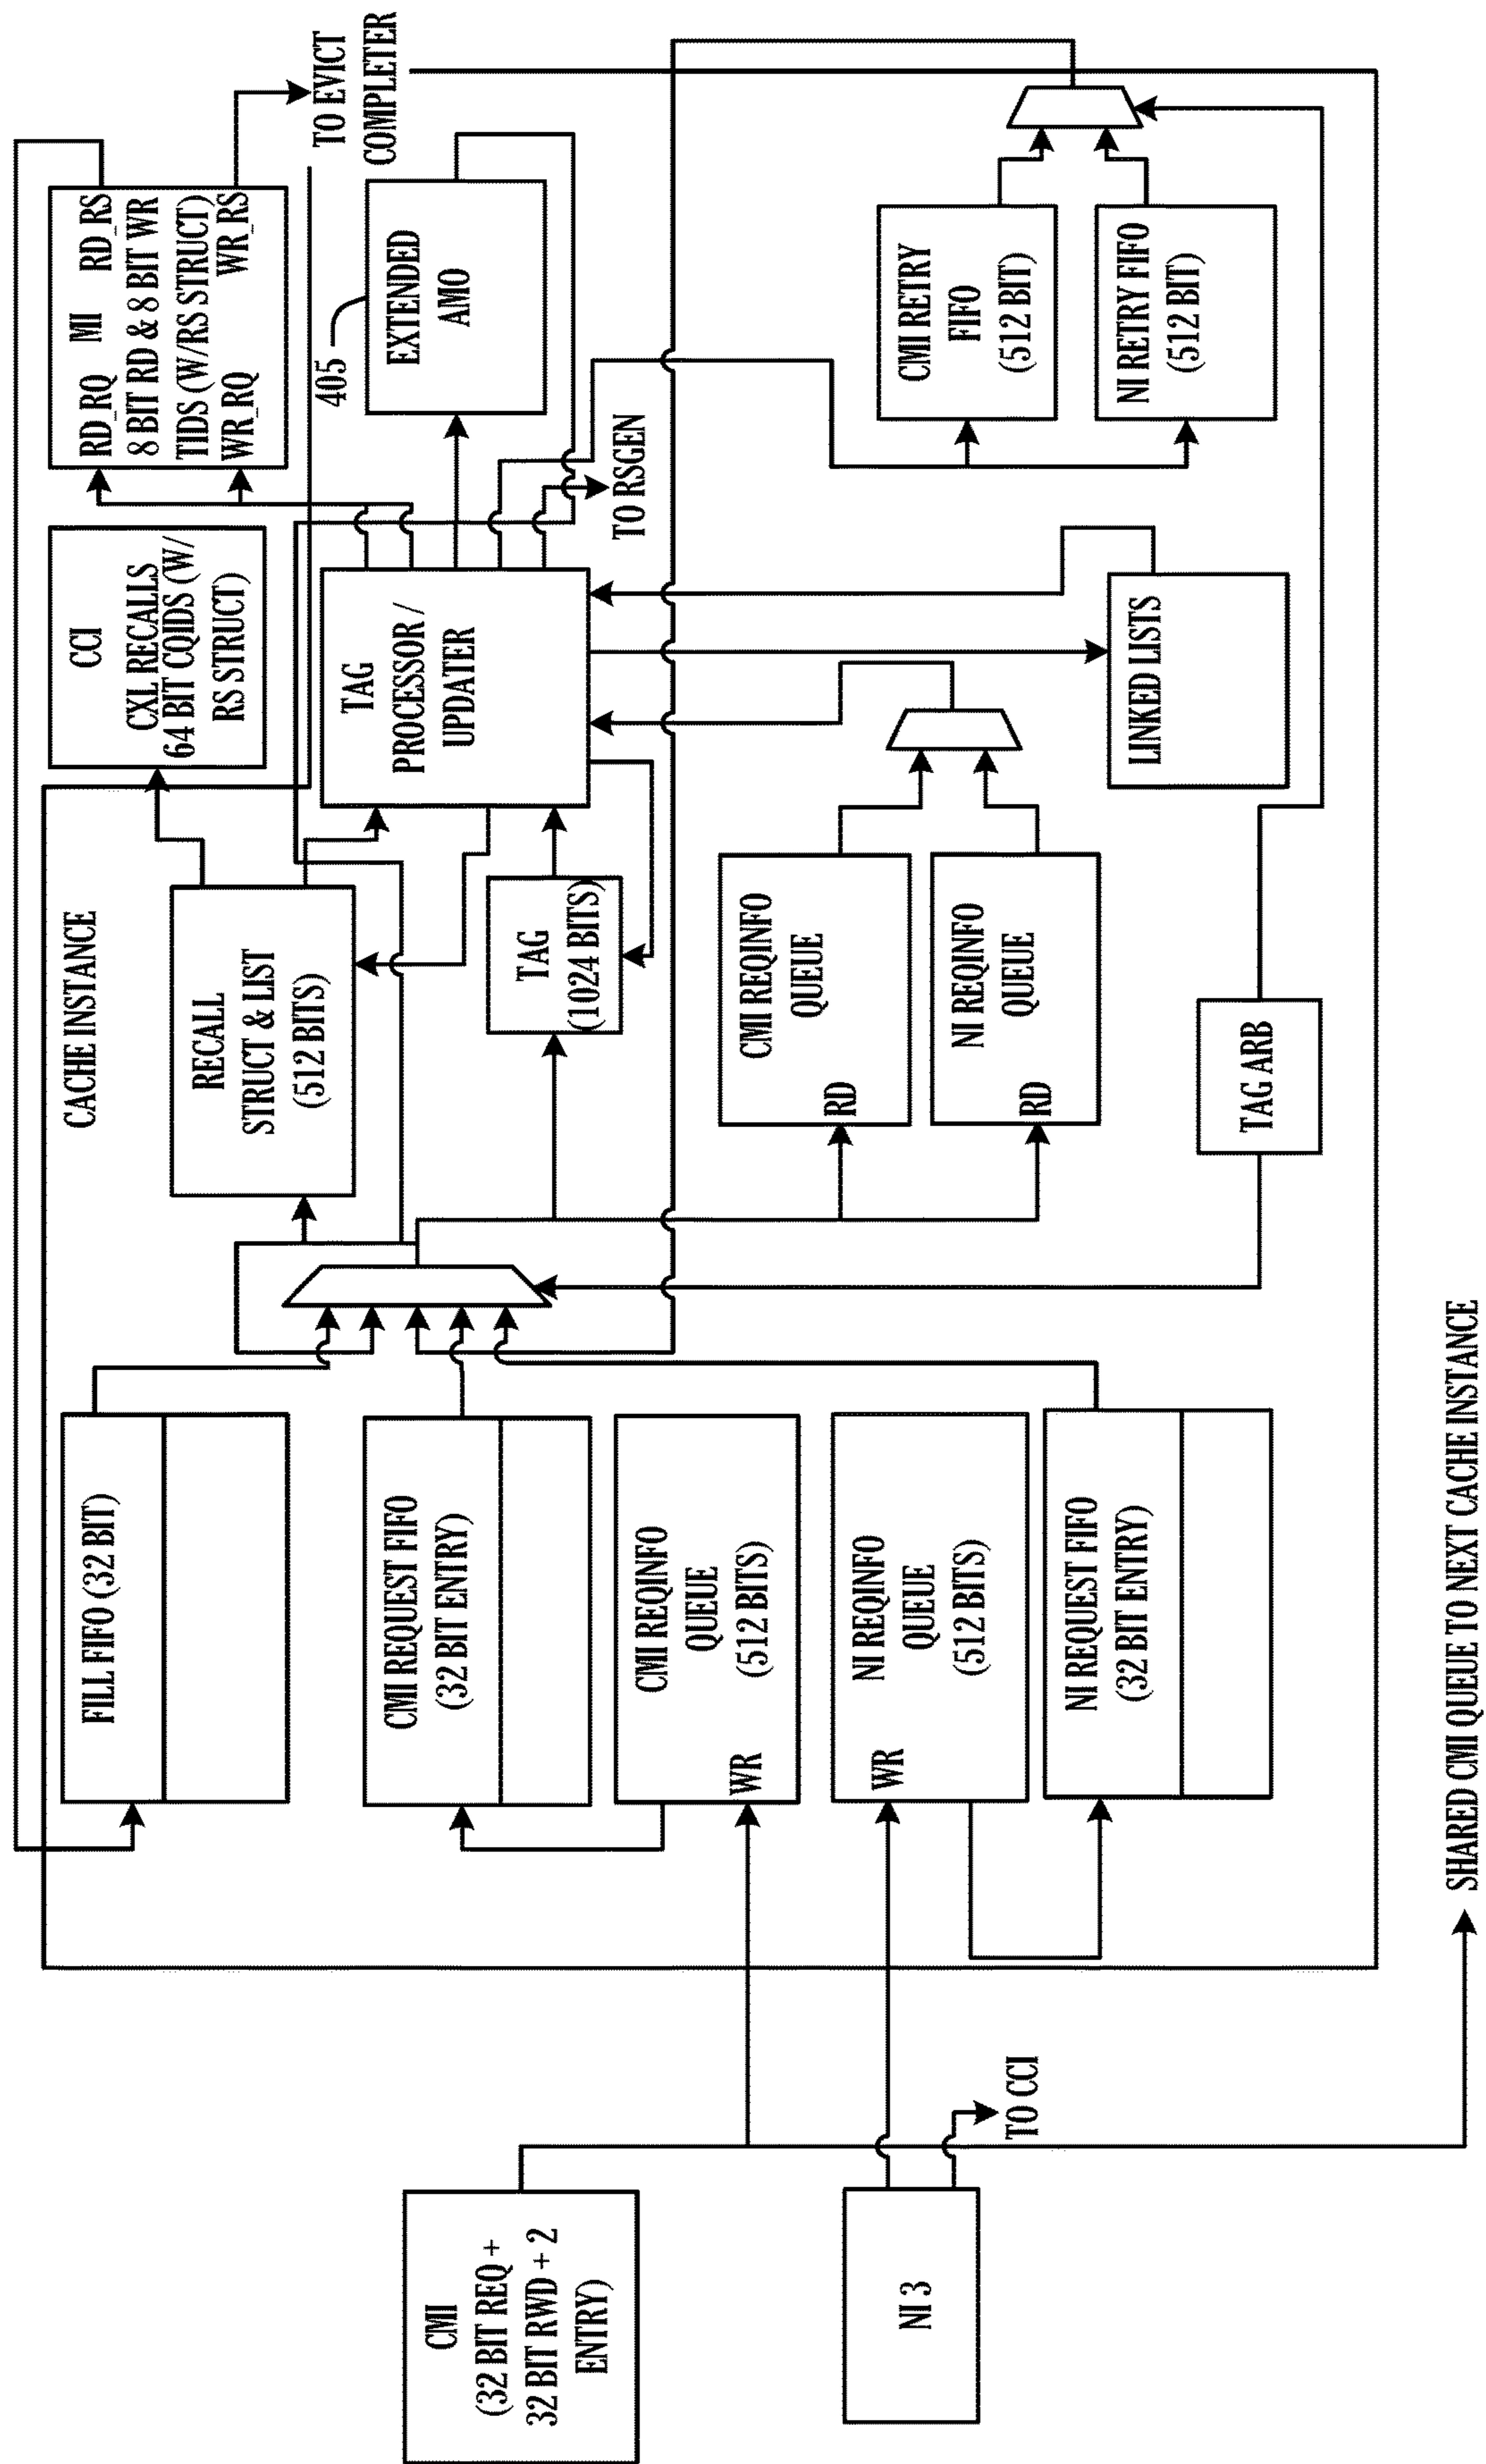 CACHE INSTANCE
CMI
(32 BIT REQ +
32 BIT RWD + 2
ENTRY)
NI 3
TO CCI
SHARED CMI QUEUE TO NEXT CACHE INSTANCE
FILL FIFO (32 BIT)
CMI REQUEST FIFO
(32 BIT ENTRY)
CMI REQINFO
QUEUE
(512 BITS)
WR
NI REQINFO
QUEUE
(512 BITS)
WR
NI REQUEST FIFO
(32 BIT ENTRY)
RECALL
STRUCT & LIST
(512 BITS)
TAG
(1024 BITS)
CMI REQINFO
QUEUE
RD
NI REQINFO
QUEUE
RD
TAG ARB
CCI
CXL RECALLS
64 BIT CQIDS (W/
RS STRUCT)
TAG
PROCESSOR /
UPDATER
LINKED LISTS
RD_RQ MI RD_RS
8 BIT RD & 8 BIT WR
TIDS (W/RS STRUCT)
WR_RQ WR_RS
TO EVICT
COMPLETER
405
EXTENDED
AMO
TO RSGEN
CMI RETRY
FIFO
(512 BIT)
NI RETRY FIFO
(512 BIT)